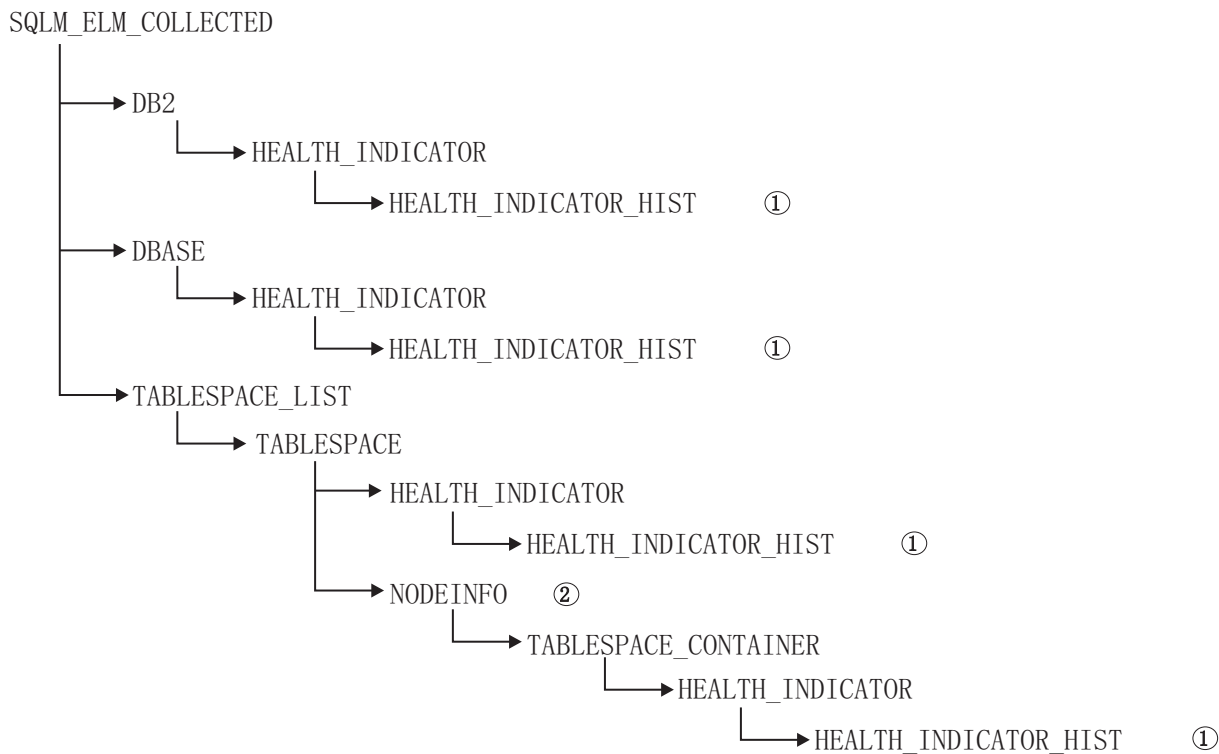 SQLM_ELM_COLLECTED
DB2
HEALTH_INDICATOR
HEALTH_INDICATOR_HIST ①
DBASE
HEALTH_INDICATOR
HEALTH_INDICATOR_HIST ①
TABLESPACE_LIST
TABLESPACE
HEALTH_INDICATOR
HEALTH_INDICATOR_HIST ①
NODEINFO ②
TABLESPACE_CONTAINER
HEALTH_INDICATOR
HEALTH_INDICATOR_HIST ①